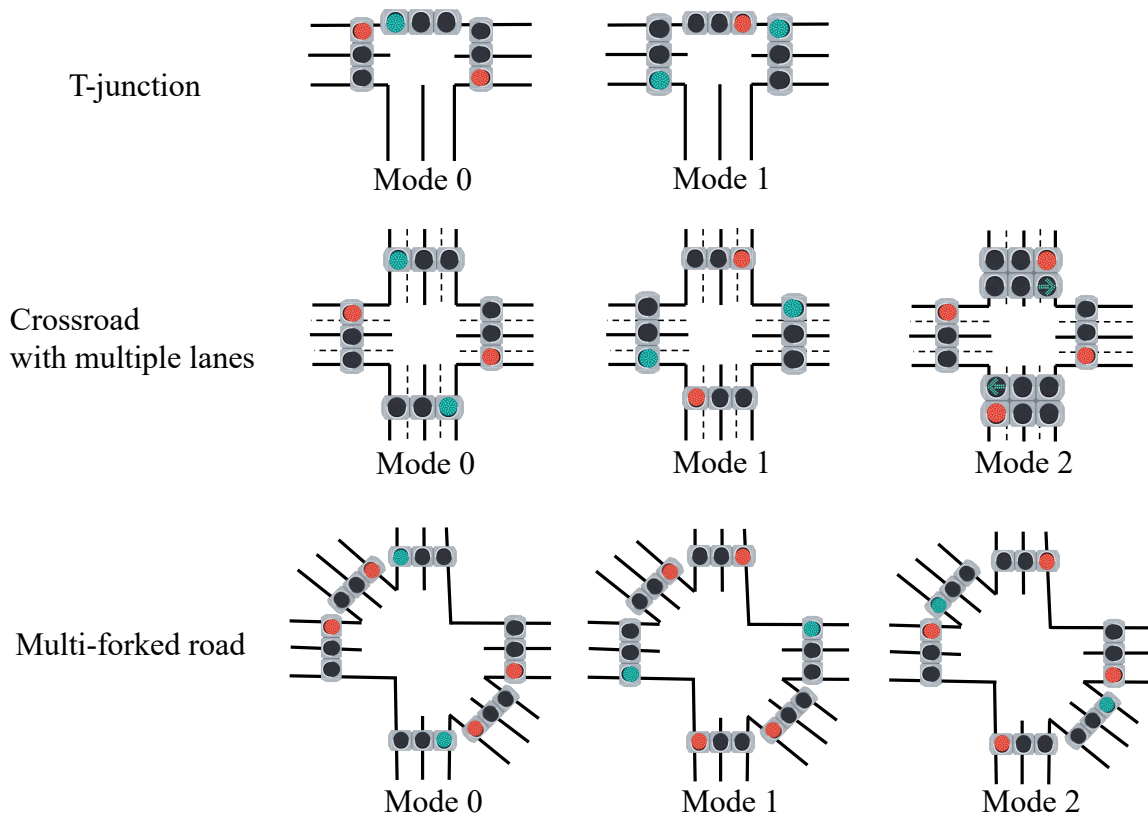 T-junction
Mode 0
Mode 1
Crossroad
with multiple lanes
Mode 0
Mode 1
Mode 2
Multi-forked road
Mode 0
Mode 1
Mode 2